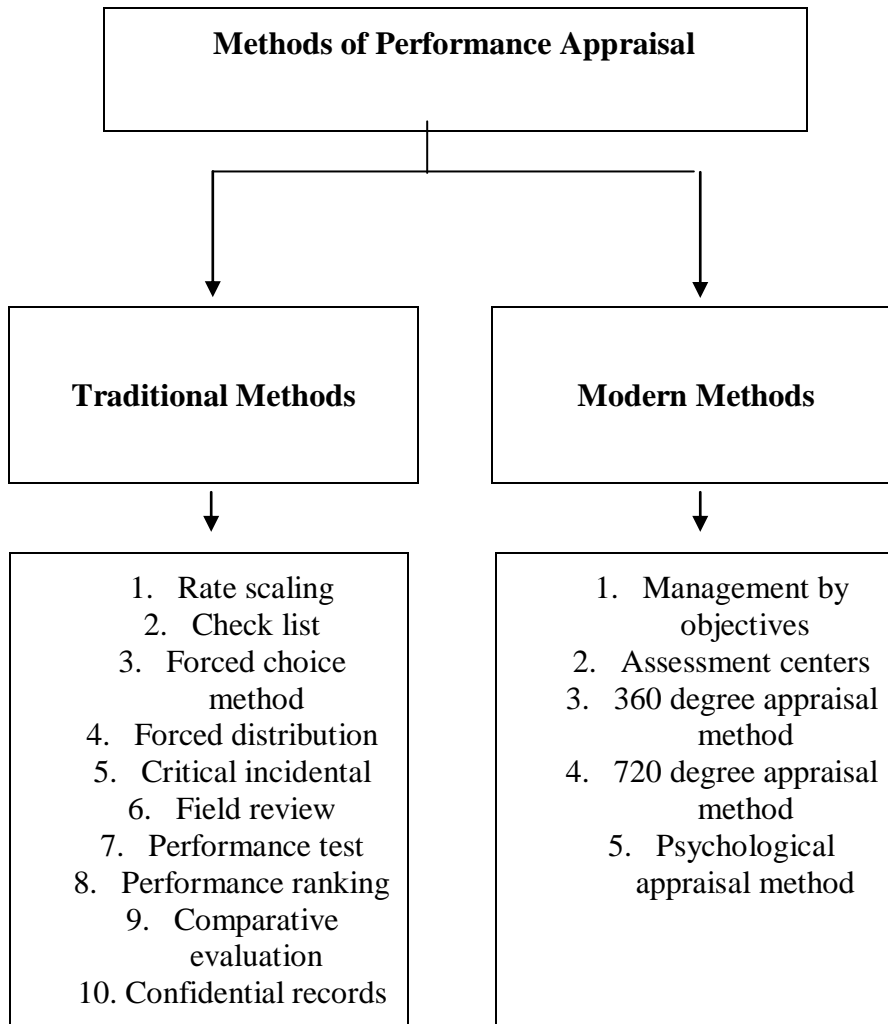 Methods of Performance Appraisal
Traditional Methods
Modern Methods
1. Rate scaling
2. Check list
3. Forced choice
method
4. Forced distribution
5. Critical incidental
6. Field review
7. Performance test
8. Performance ranking
9. Comparative
evaluation
10. Confidential records
1. Management by
objectives
2. Assessment centers
3. 360 degree appraisal
method
4. 720 degree appraisal
method
5. Psychological
appraisal method